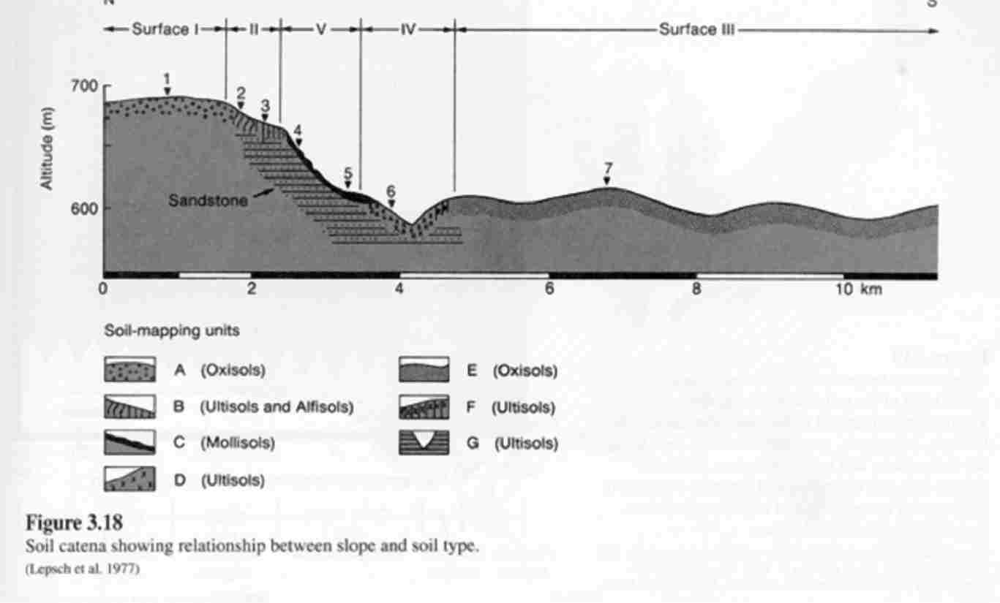 N S
Surface I II V IV Surface III
700
1
2
3
4
5
6
7
Altitude (m)
Sandstone
600
0 2 4 6 8 10 km
Soil-mapping units
A (Oxisols) E (Oxisols)
B (Ultisols and Alfisols) F (Ultisols)
C (Mollisols) G (Ultisols)
D (Ultisols)
Figure 3.18
Soil catena showing relationship between slope and soil type.
(Lepsch et al. 1977)